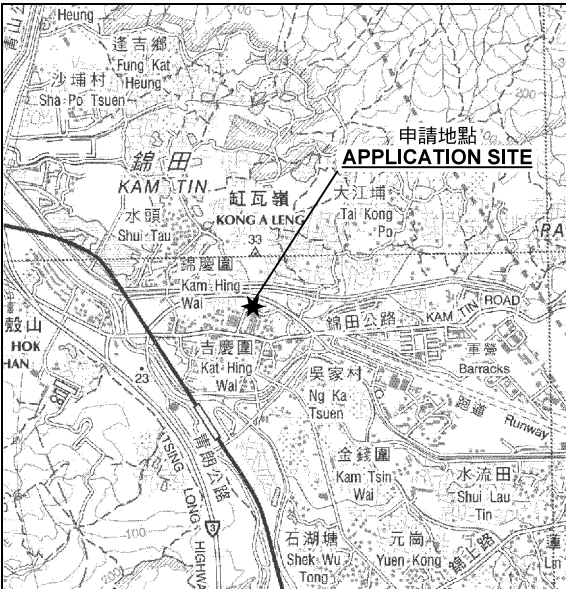 Heung
逢吉鄉
Fung Kat
Heung
沙埔村
Sha Po Tsuen
200
申請地點
APPLICATION SITE
錦田
KAM TIN
缸瓦嶺
KONG A LENG
33
大江埔
Tai Kong
Po
水頭
Shui Tau
錦慶圍
Kam Hing
Wai
錦田公路
KAM TIN ROAD
軍營
Barracks
吉慶圍
Kat Hing
Wai
23
吳家村
Ng Ka
Tsuen
跑道
Runway
青朗公路
TSING LONG HIGHWAY
3
金錢圍
Kam Tsin
Wai
水流田
Shui Lau
Tin
石湖塘
Shek Wu
Tong
元崗
Yuen Kong
錦上路
Lin
100